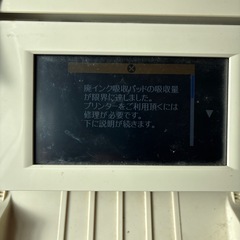 廃インク吸収パッドの吸収量
が限界に達しました。
プリンターをご利用頂くには
修理が必要です。
下に説明が続きます。